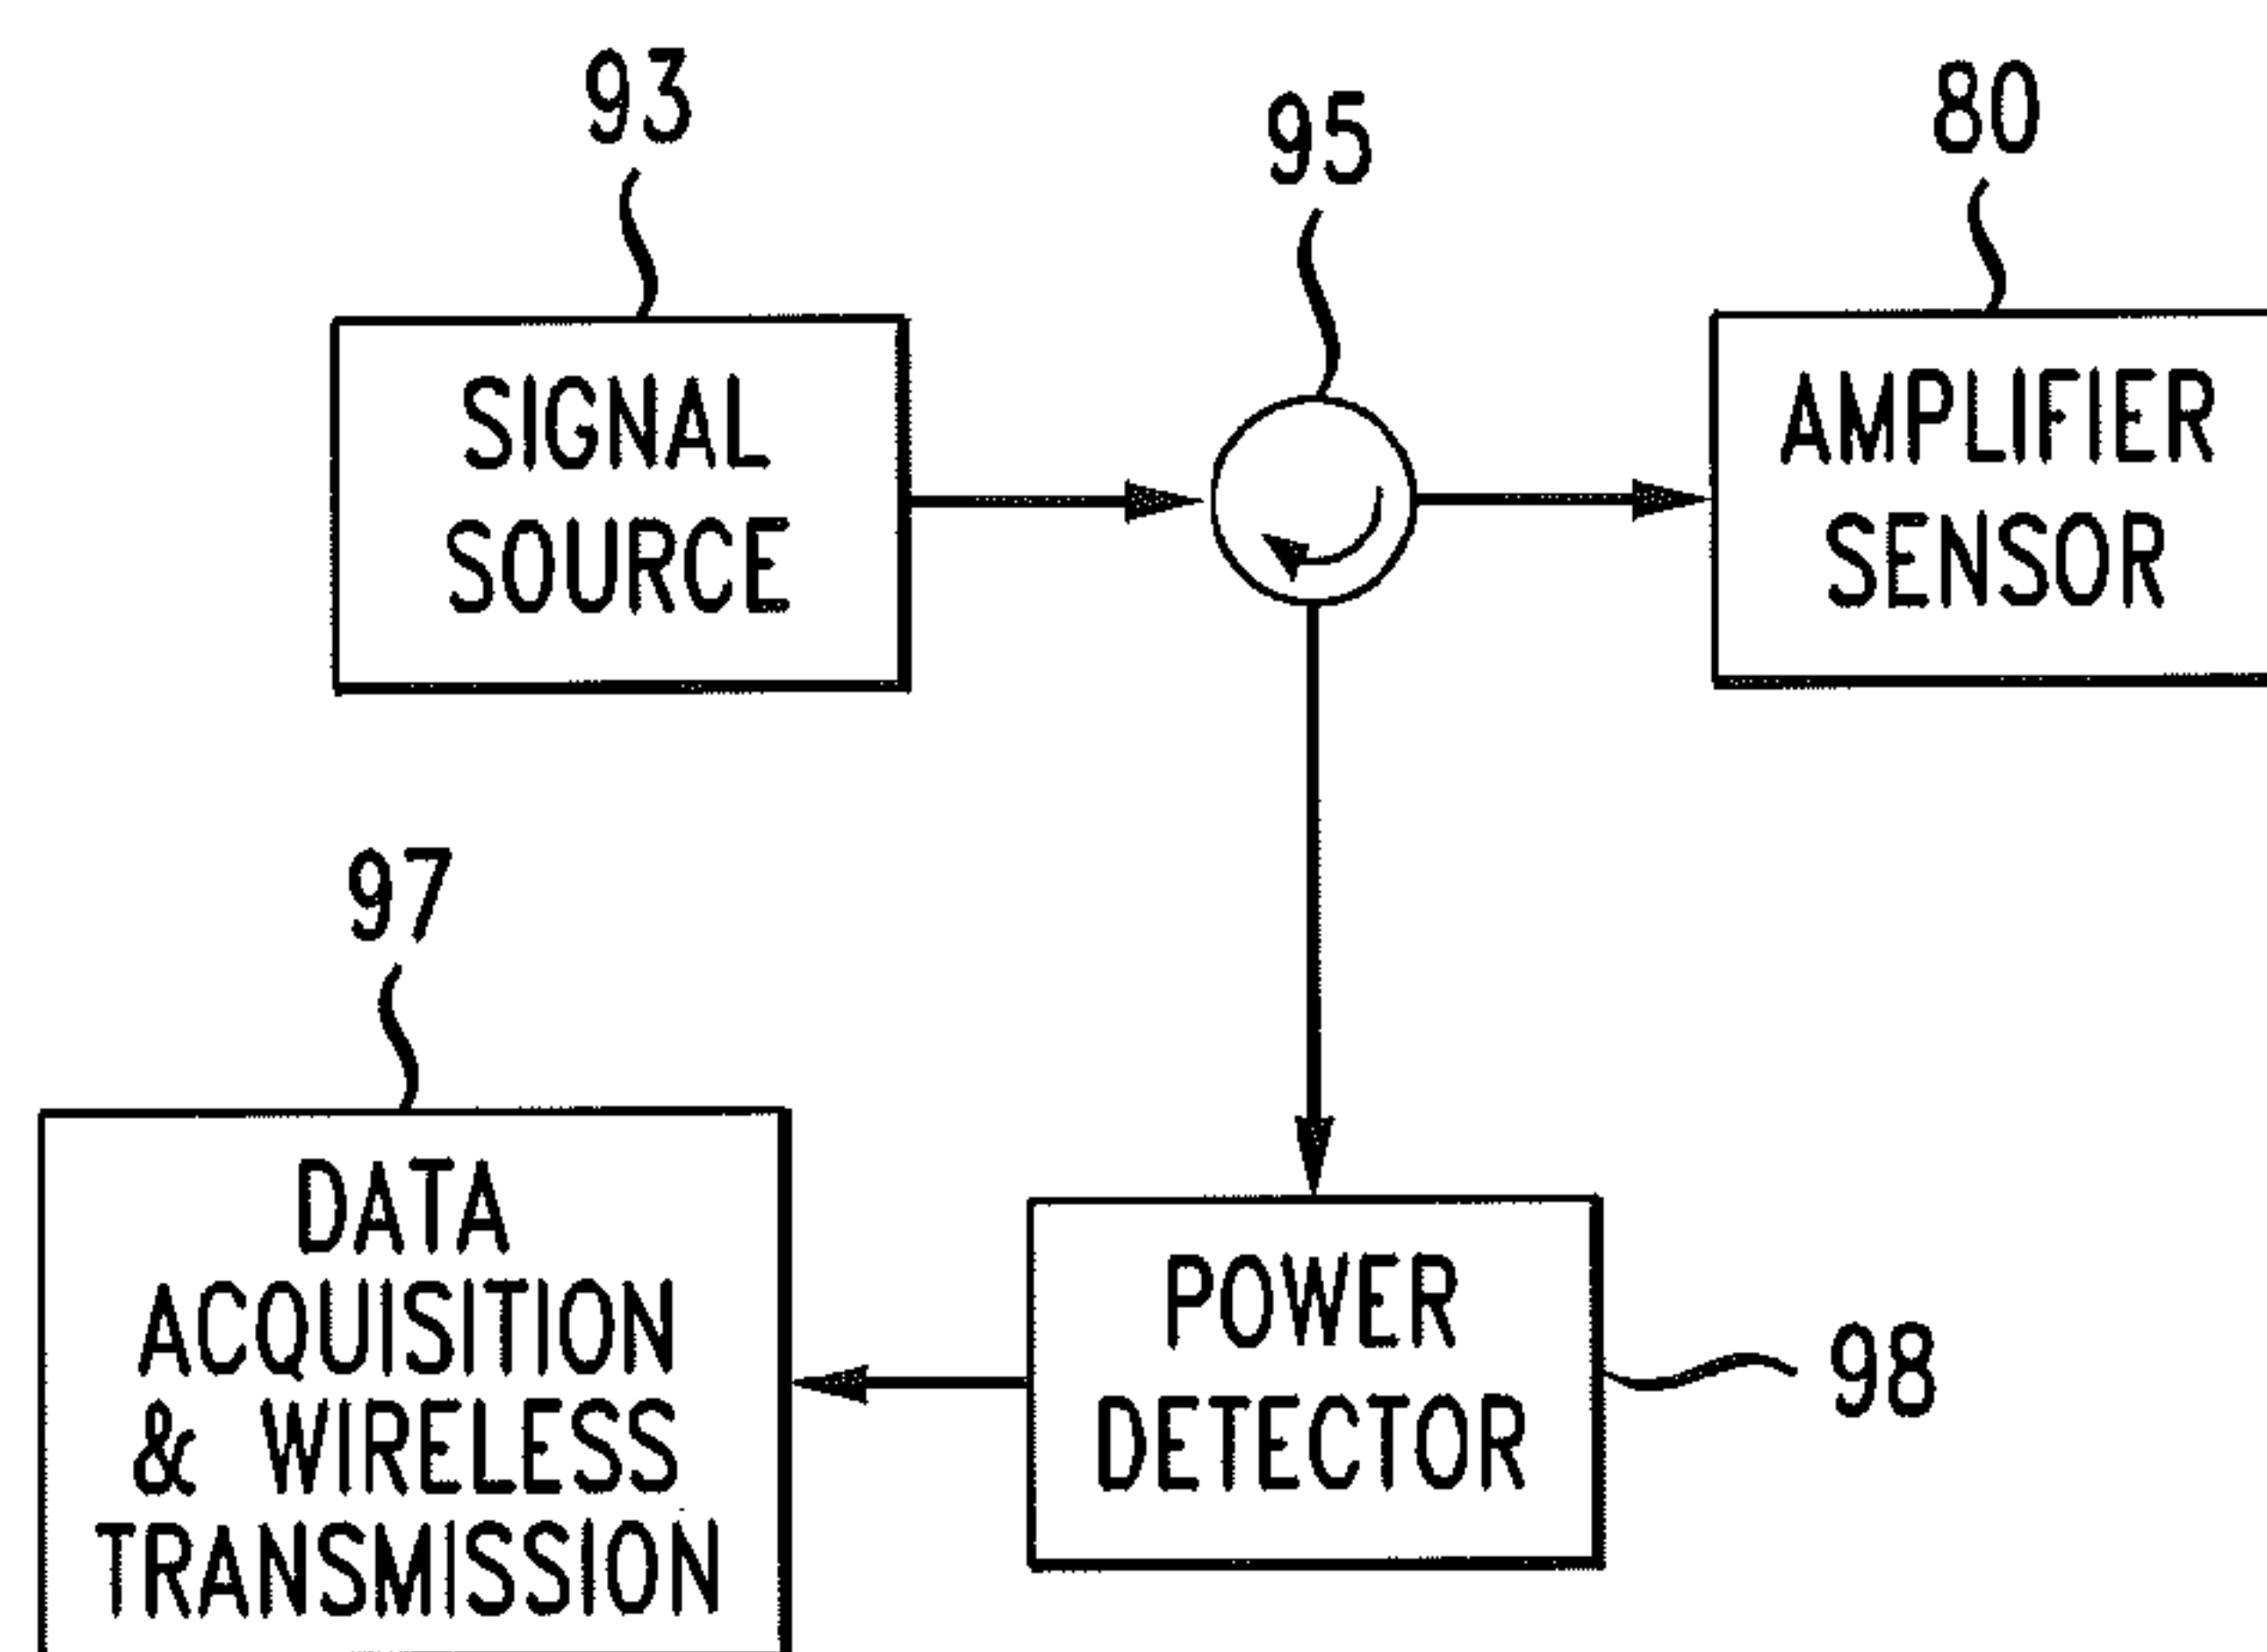 93
95
80
SIGNAL
SOURCE
AMPLIFIER
SENSOR
97
DATA
ACQUISITION
& WIRELESS
TRANSMISSION
POWER
DETECTOR
98